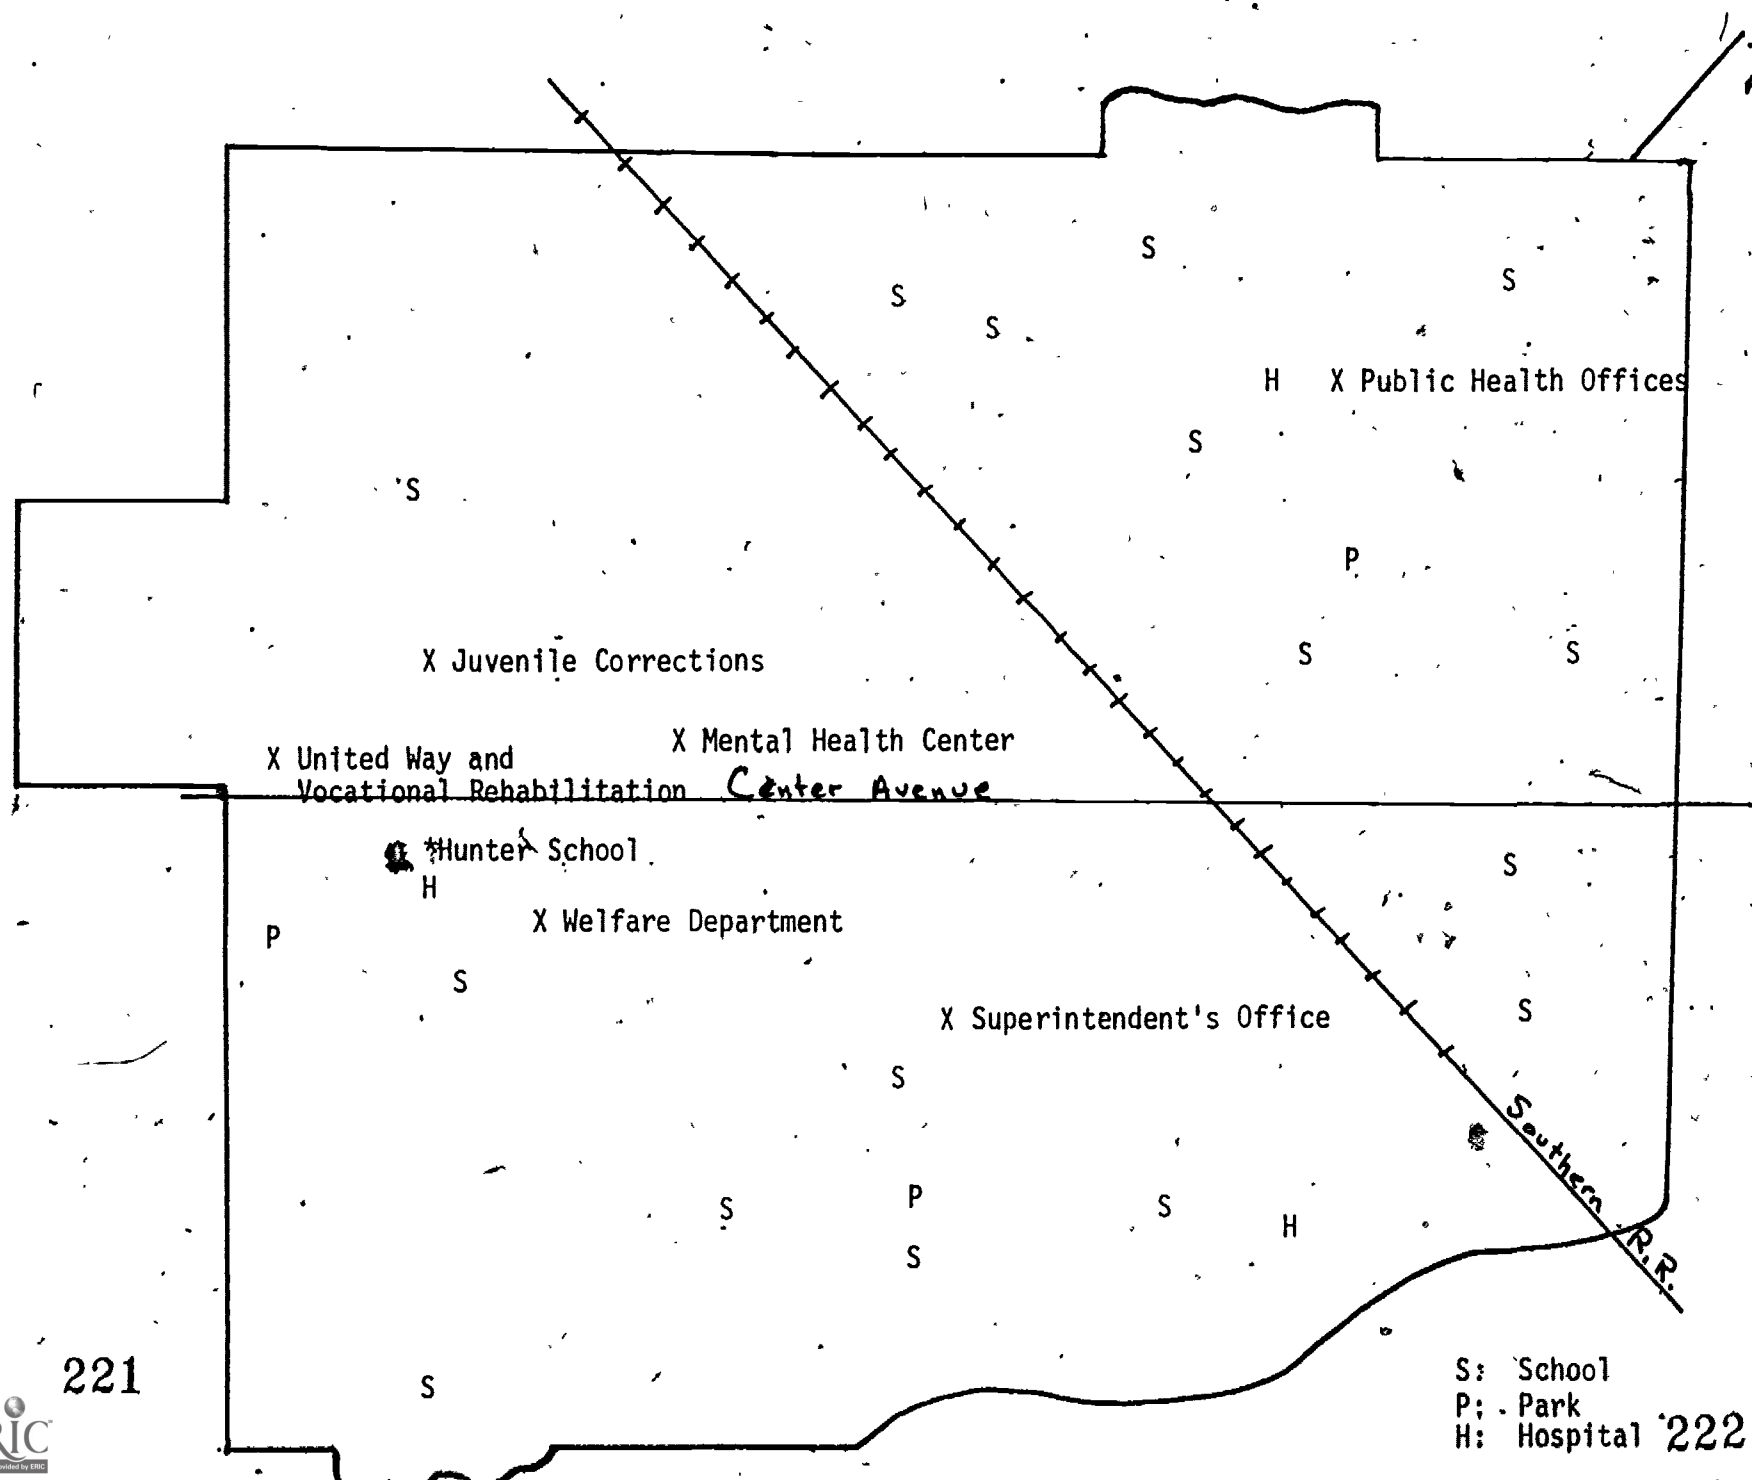 S
S
S
S
H X Public Health Offices
S
S
P
S
S
X Juvenile Corrections
X Mental Health Center
X United Way and
Vocational Rehabilitation
Center Avenue
*Hunter School
H
S
X Welfare Department
P
S
X Superintendent's Office
S
S
Southern R.R.
S
P
S
H
S
S
221
S: School
P: Park
H: Hospital
222